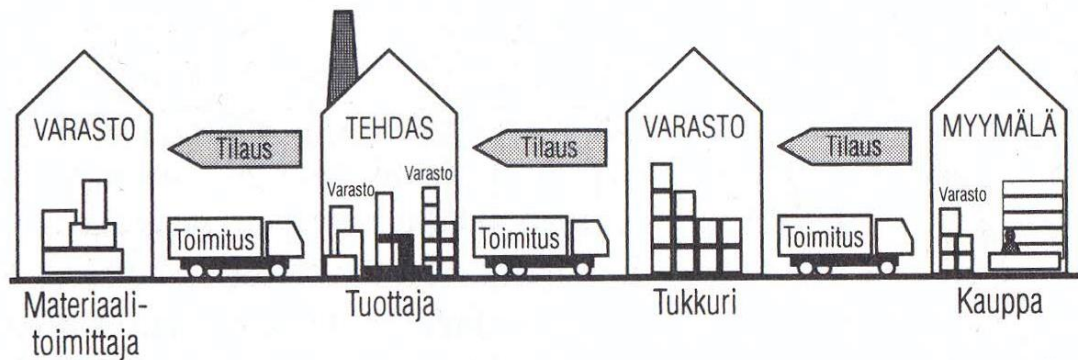 VARASTO
Tilaus
TEHDAS
Tilaus
VARASTO
Tilaus
MYYMÄLÄ
Varasto
Varasto
Varasto
Toimitus
Toimitus
Toimitus
Materiaali-
toimittaja
Tuottaja
Tukkuri
Kauppa